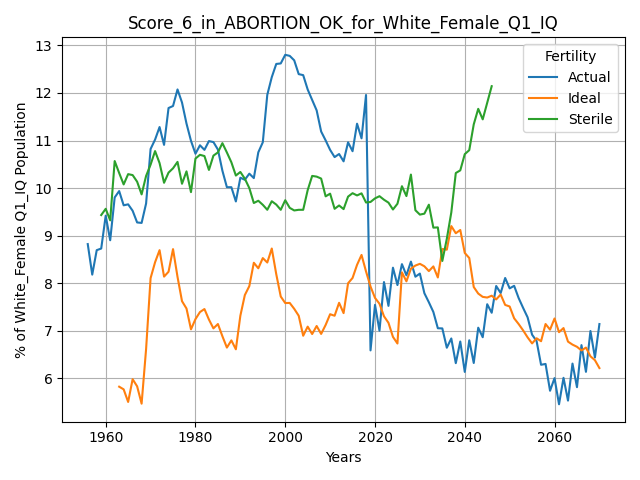 Score_6_in_ABORTION_OK_for_White_Female_Q1_IQ
% of White_Female Q1_IQ Population
13
12
11
10
9
8
7
6
Fertility
Actual
Ideal
Sterile
1960 1980 2000 2020 2040 2060
Years